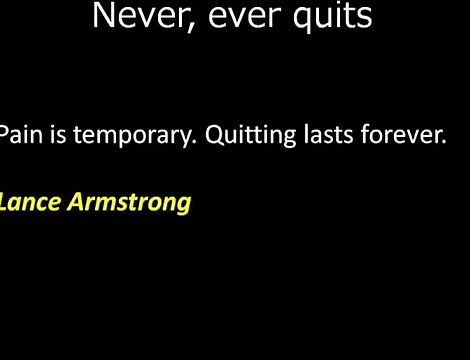 Never, ever quits
Pain is temporary. Quitting lasts forever.
Lance Armstrong